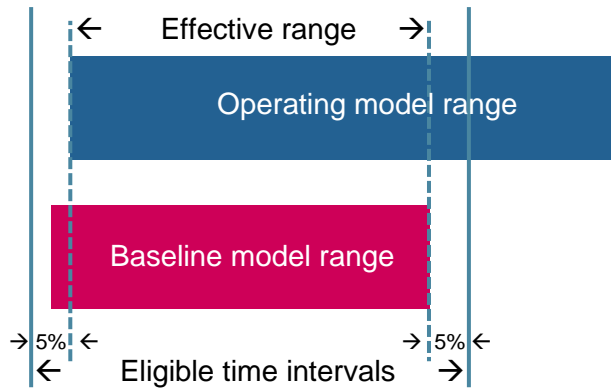 ← Effective range →
Operating model range
Baseline model range
→ 5% ← → 5% ←
← Eligible time intervals →